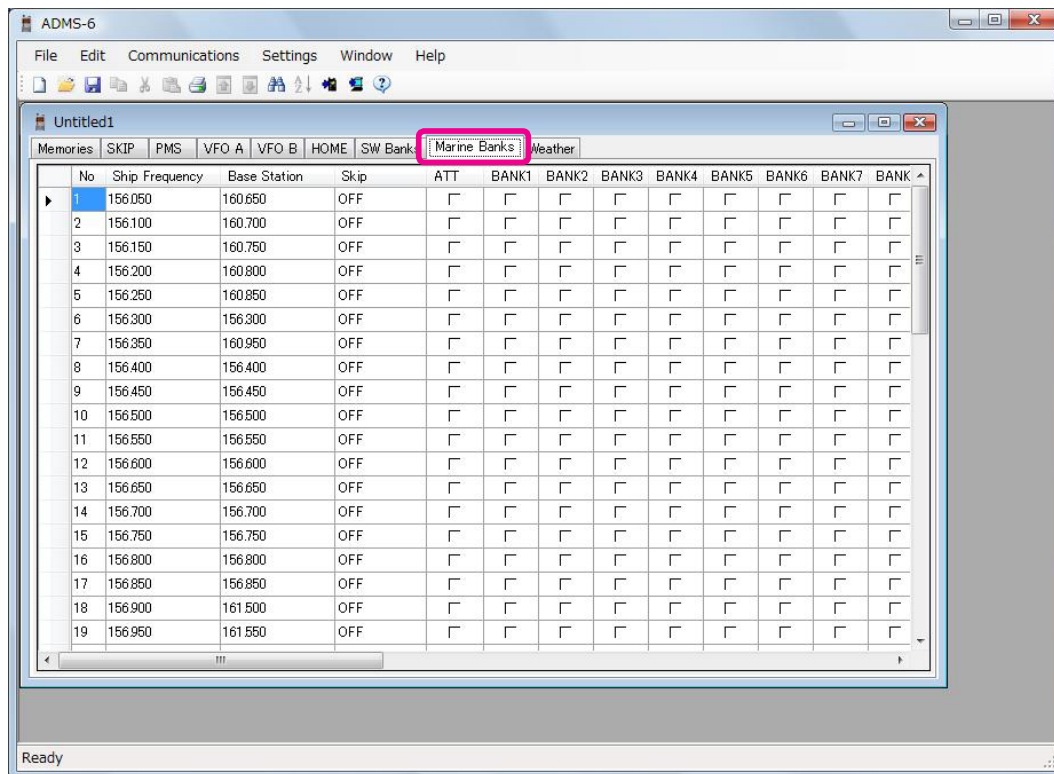 ADMS-6
File Edit Communications Settings Window Help
Untitled1
Memories SKIP PMS VFO A VFO B HOME SW Banks Marine Banks Weather
No Ship Frequency Base Station Skip ATT BANK1 BANK2 BANK3 BANK4 BANK5 BANK6 BANK7 BANK
1 156.050 160.650 OFF
2 156.100 160.700 OFF
3 156.150 160.750 OFF
4 156.200 160.800 OFF
5 156.250 160.850 OFF
6 156.300 156.300 OFF
7 156.350 160.950 OFF
8 156.400 156.400 OFF
9 156.450 156.450 OFF
10 156.500 156.500 OFF
11 156.550 156.550 OFF
12 156.600 156.600 OFF
13 156.650 156.650 OFF
14 156.700 156.700 OFF
15 156.750 156.750 OFF
16 156.800 156.800 OFF
17 156.850 156.850 OFF
18 156.900 161.500 OFF
19 156.950 161.550 OFF
Ready